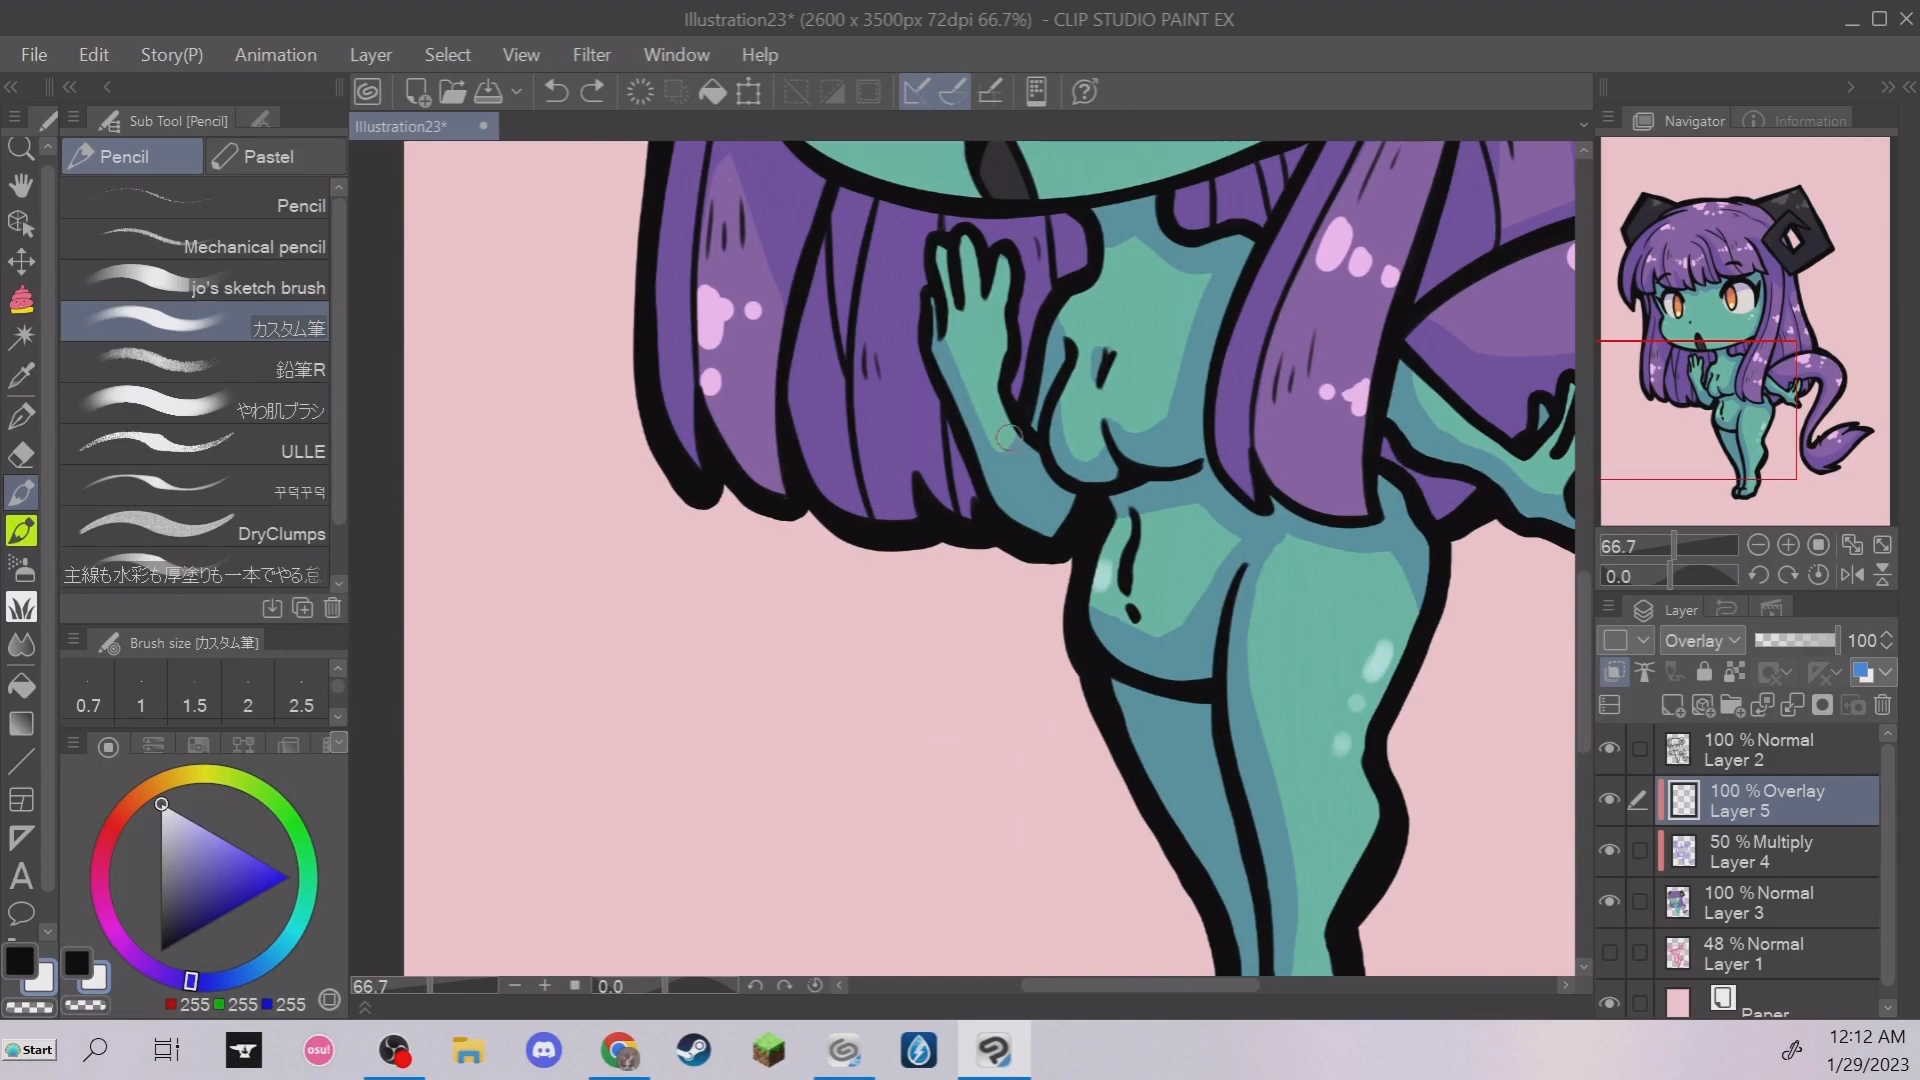 Illustration23* (2600 x 3500px 72dpi 66.7%) - CLIP STUDIO PAINT EX
File Edit Story(P) Animation Layer Select View Filter Window Help
Sub Tool [Pencil]
Illustration23*
Navigator Information
Pencil Pastel
Pencil
Mechanical pencil
jo's sketch brush
カスタム筆
鉛筆R
やわ肌ブラシ
ULLE
꾸덕꾸덕
DryClumps
主線も水彩も厚塗りも一本でやる怠
Brush size [カスタム筆]
0.7 1 1.5 2 2.5
255 255 255
66.7 0.0
66.7
0.0
Layer
Overlay 100
100 % Normal
Layer 2
100 % Overlay
Layer 5
50 % Multiply
Layer 4
100 % Normal
Layer 3
48 % Normal
Layer 1
Paper
Start
osu!
12:12 AM
1/29/2023